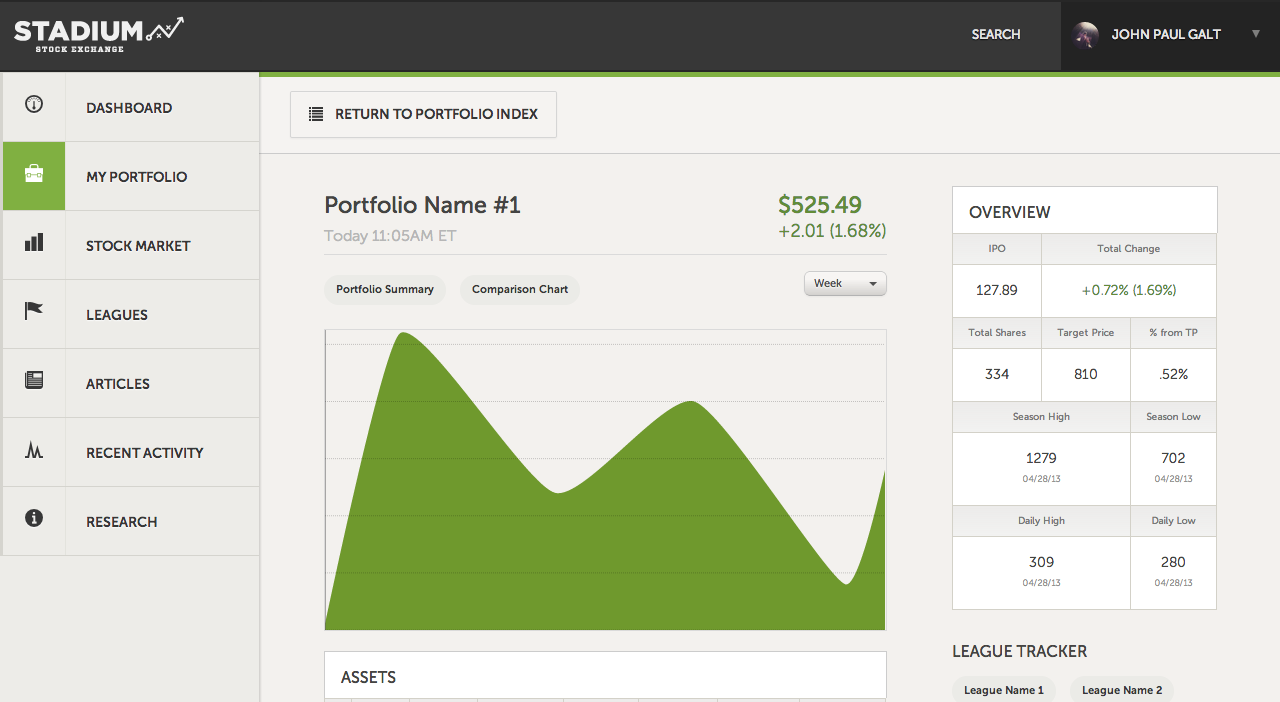 STADIUM
STOCK EXCHANGE
SEARCH
JOHN PAUL GALT
DASHBOARD
MY PORTFOLIO
STOCK MARKET
LEAGUES
ARTICLES
RECENT ACTIVITY
RESEARCH
RETURN TO PORTFOLIO INDEX
Portfolio Name #1
$525.49
Today 11:05AM ET
+2.01 (1.68%)
Portfolio Summary
Comparison Chart
Week
ASSETS
OVERVIEW
IPO Total Change
127.89 +0.72% (1.69%)
Total Shares Target Price % from TP
334 810 .52%
Season High Season Low
1279 702
04/28/13 04/28/13
Daily High Daily Low
309 280
04/28/13 04/28/13
LEAGUE TRACKER
League Name 1 League Name 2